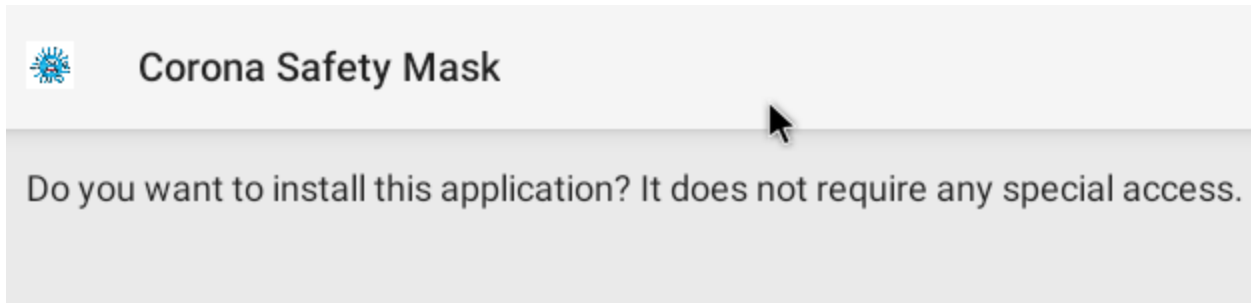 Corona Safety Mask
Do you want to install this application? It does not require any special access.